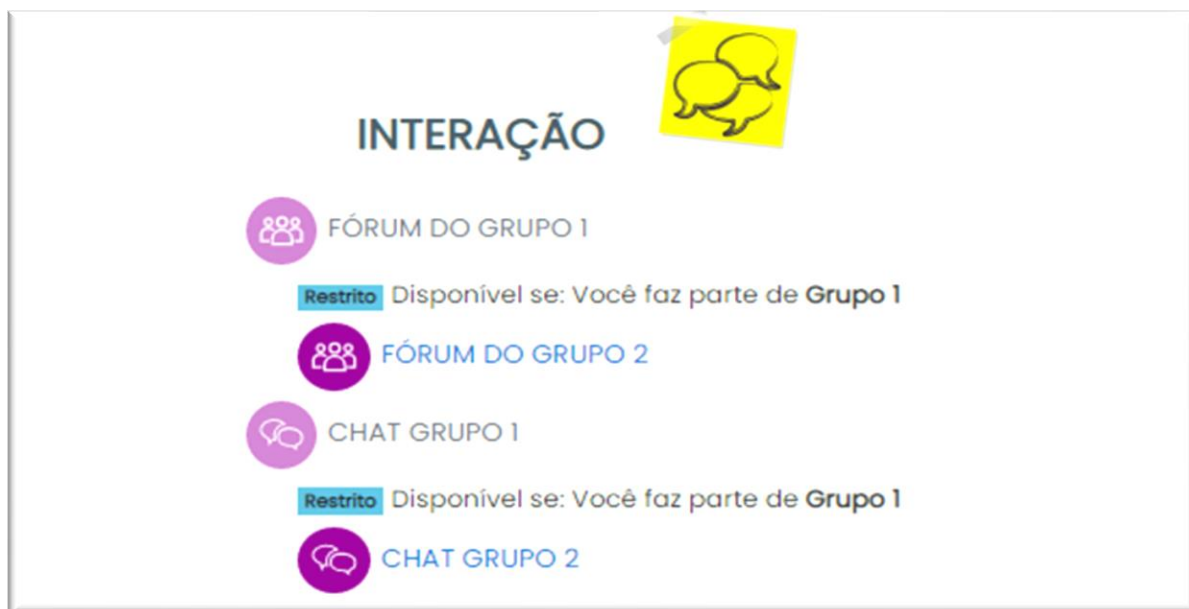 INTERAÇÃO
FÓRUM DO GRUPO 1
Restrito Disponível se: Você faz parte de Grupo 1
FÓRUM DO GRUPO 2
CHAT GRUPO 1
Restrito Disponível se: Você faz parte de Grupo 1
CHAT GRUPO 2